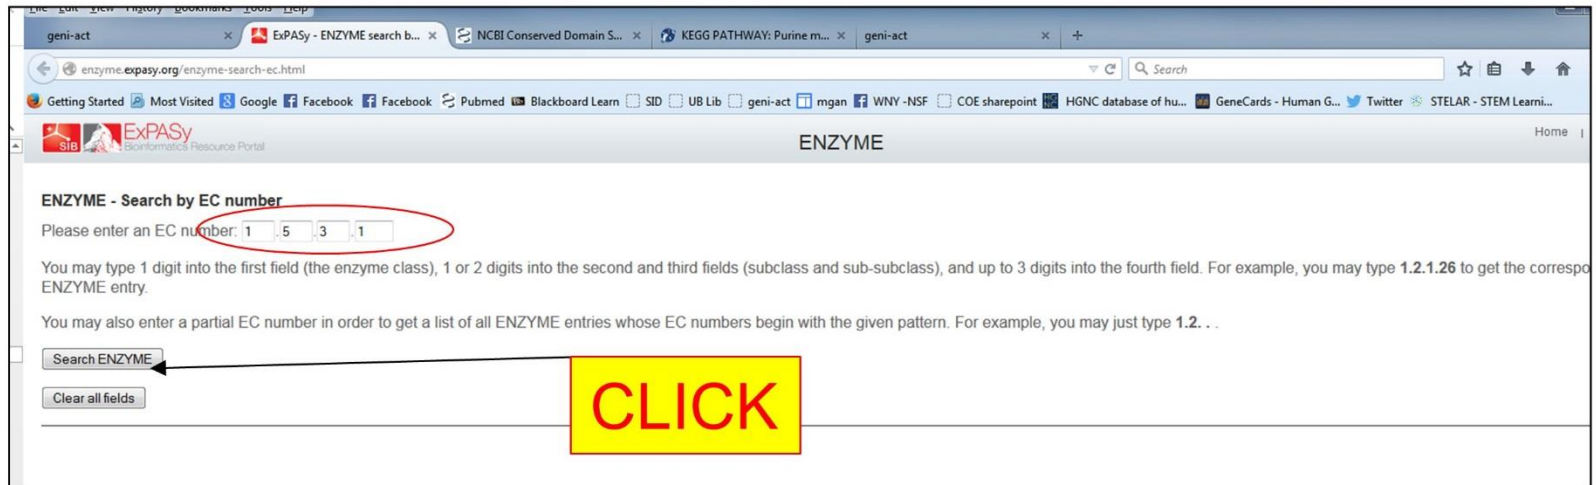 File Edit View History Bookmarks Tools Help
geni-act × ExPASy - ENZYME search b... × NCBI Conserved Domain S... × KEGG PATHWAY: Purine m... × geni-act × +
enzyme.expasy.org/enzyme-search-ec.html Search
Getting Started Most Visited Google Facebook Facebook Pubmed Blackboard Learn SID UB Lib geni-act mgan WNY -NSF COE sharepoint HGNC database of hu... GeneCards - Human G... Twitter STELAR - STEM Learni...
SIB ExPASy
Bioinformatics Resource Portal
ENZYME
Home |
ENZYME - Search by EC number
Please enter an EC number: 1 .5 .3 .1
You may type 1 digit into the first field (the enzyme class), 1 or 2 digits into the second and third fields (subclass and sub-subclass), and up to 3 digits into the fourth field. For example, you may type 1.2.1.26 to get the correspo
ENZYME entry.
You may also enter a partial EC number in order to get a list of all ENZYME entries whose EC numbers begin with the given pattern. For example, you may just type 1.2. . .
Search ENZYME
Clear all fields
CLICK